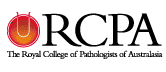 RCPA
The Royal College of Pathologists of Australasia